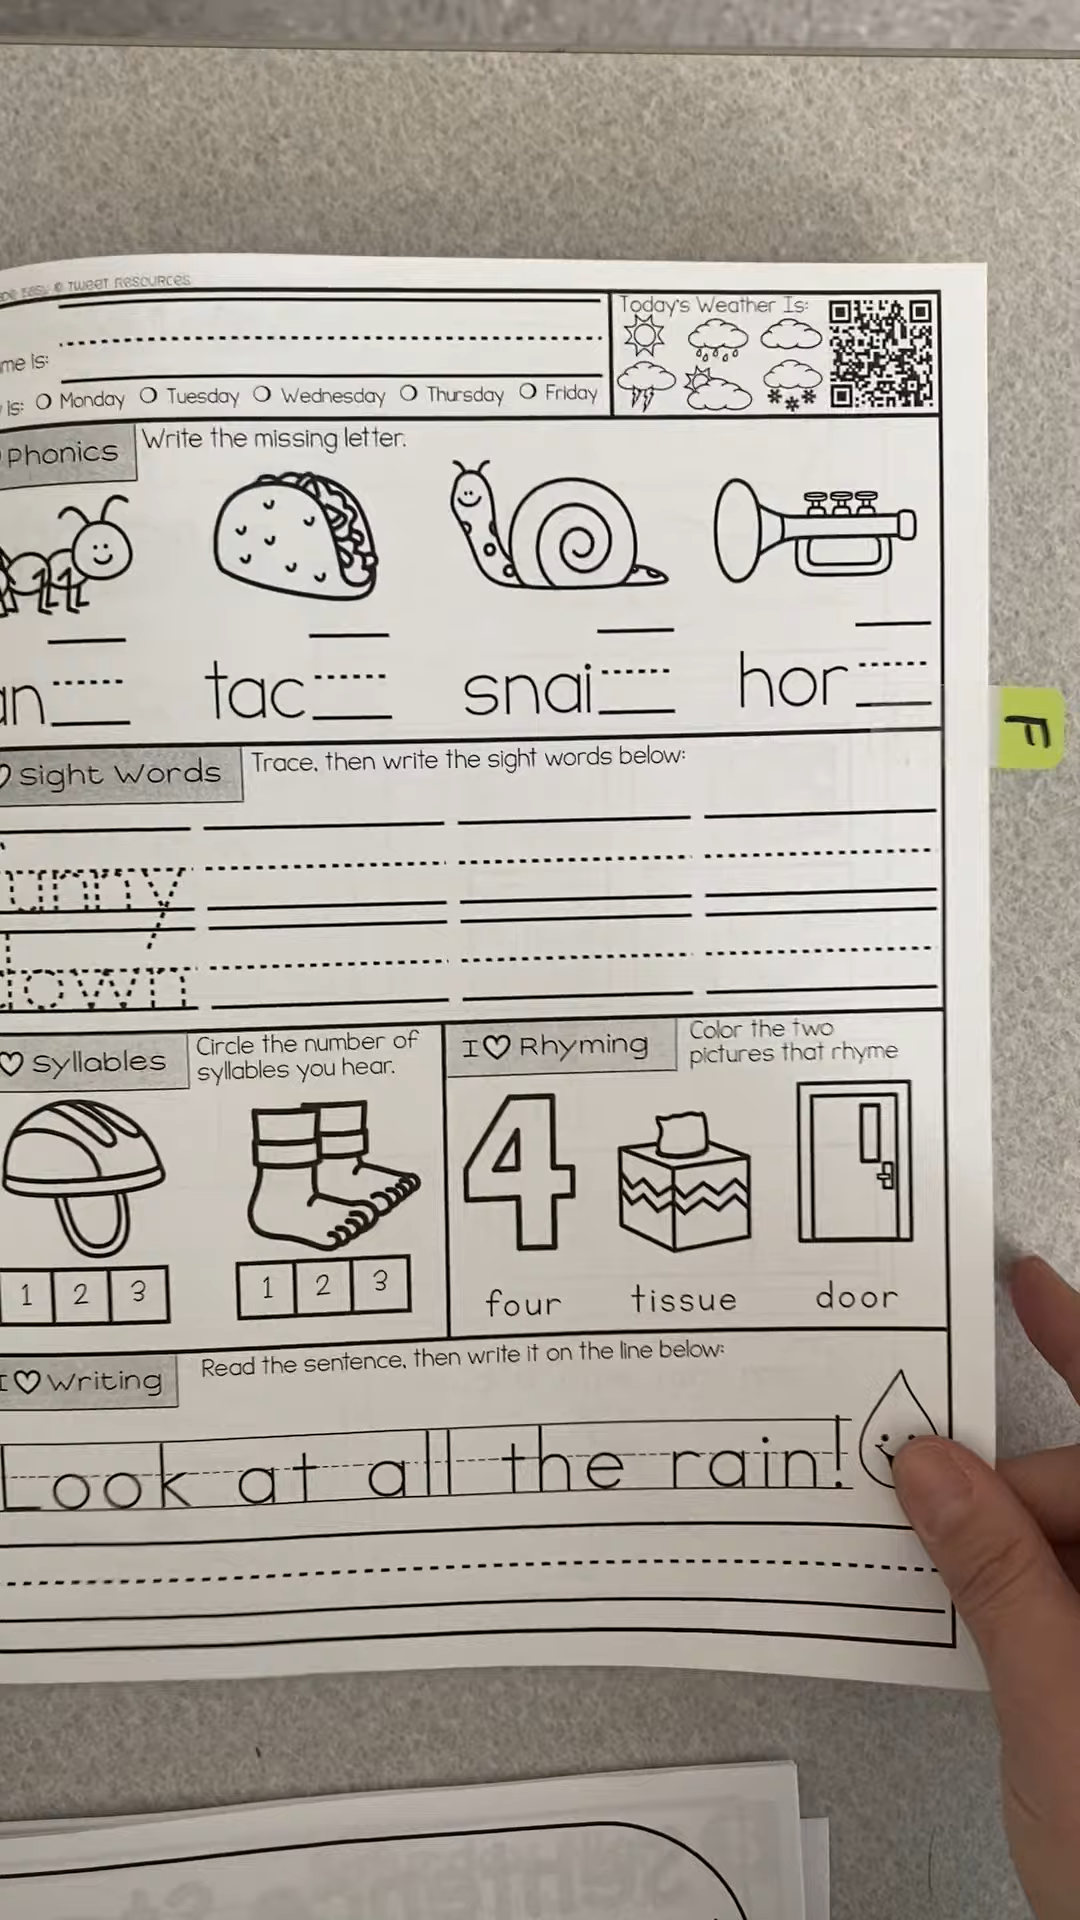 © Tweet Resources
Today's Weather Is:
me Is:
Is: Monday Tuesday Wednesday Thursday Friday
Phonics Write the missing letter.
an tac snai hor
F
Sight Words Trace, then write the sight words below:
unny
down
Syllables Circle the number of syllables you hear.
I Rhyming Color the two pictures that rhyme
4
1 2 3 1 2 3
four tissue door
I Writing Read the sentence, then write it on the line below:
Look at all the rain!